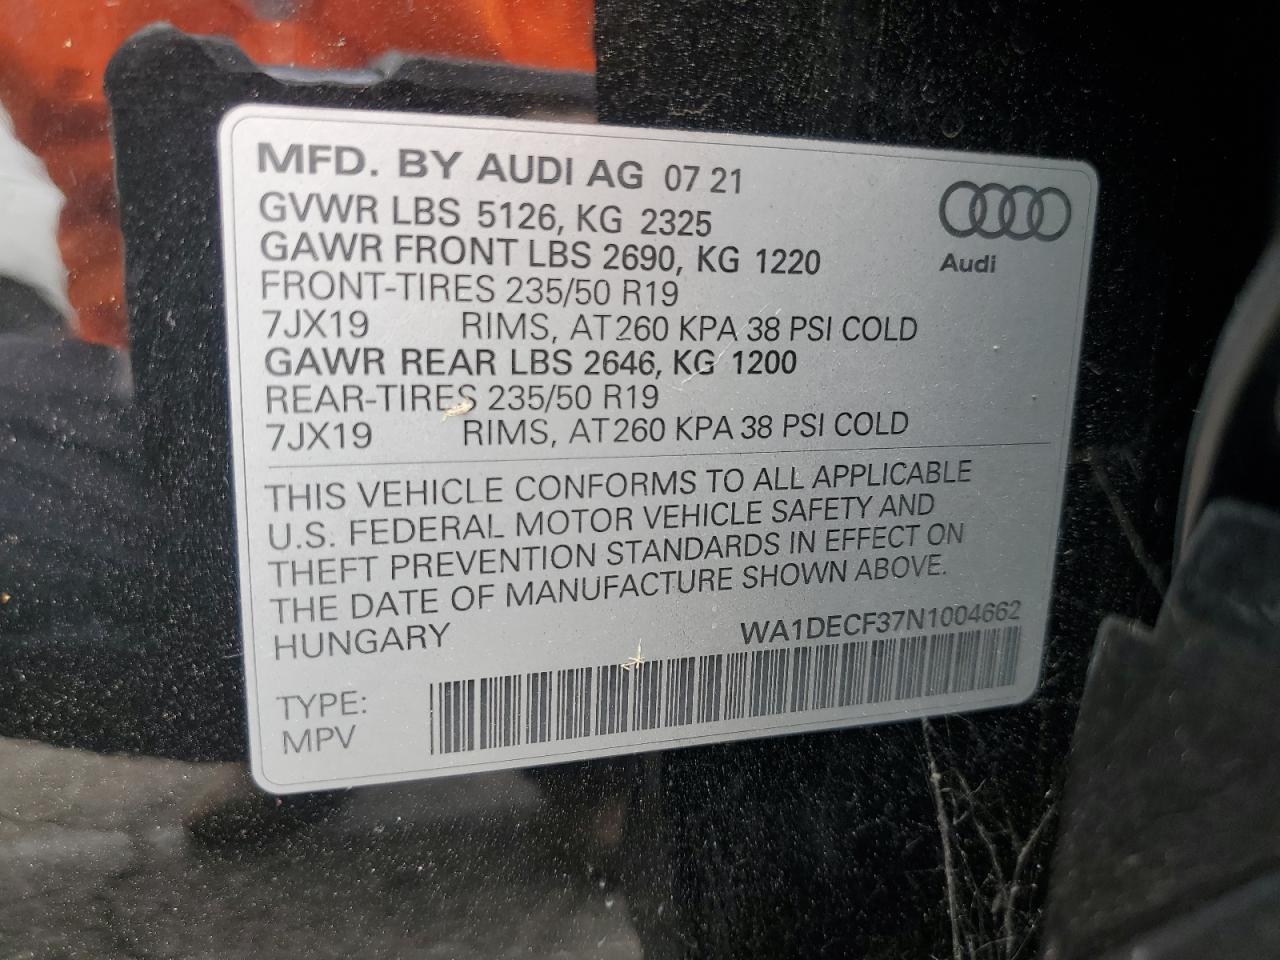 MFD. BY AUDI AG 07 21
GVWR LBS 5126, KG 2325
GAWR FRONT LBS 2690, KG 1220
FRONT-TIRES 235/50 R19
7JX19 RIMS, AT 260 KPA 38 PSI COLD
GAWR REAR LBS 2646, KG 1200
REAR-TIRES 235/50 R19
7JX19 RIMS, AT 260 KPA 38 PSI COLD
Audi
THIS VEHICLE CONFORMS TO ALL APPLICABLE
U.S. FEDERAL MOTOR VEHICLE SAFETY AND
THEFT PREVENTION STANDARDS IN EFFECT ON
THE DATE OF MANUFACTURE SHOWN ABOVE.
HUNGARY WA1DECF37N1004662
TYPE:
MPV